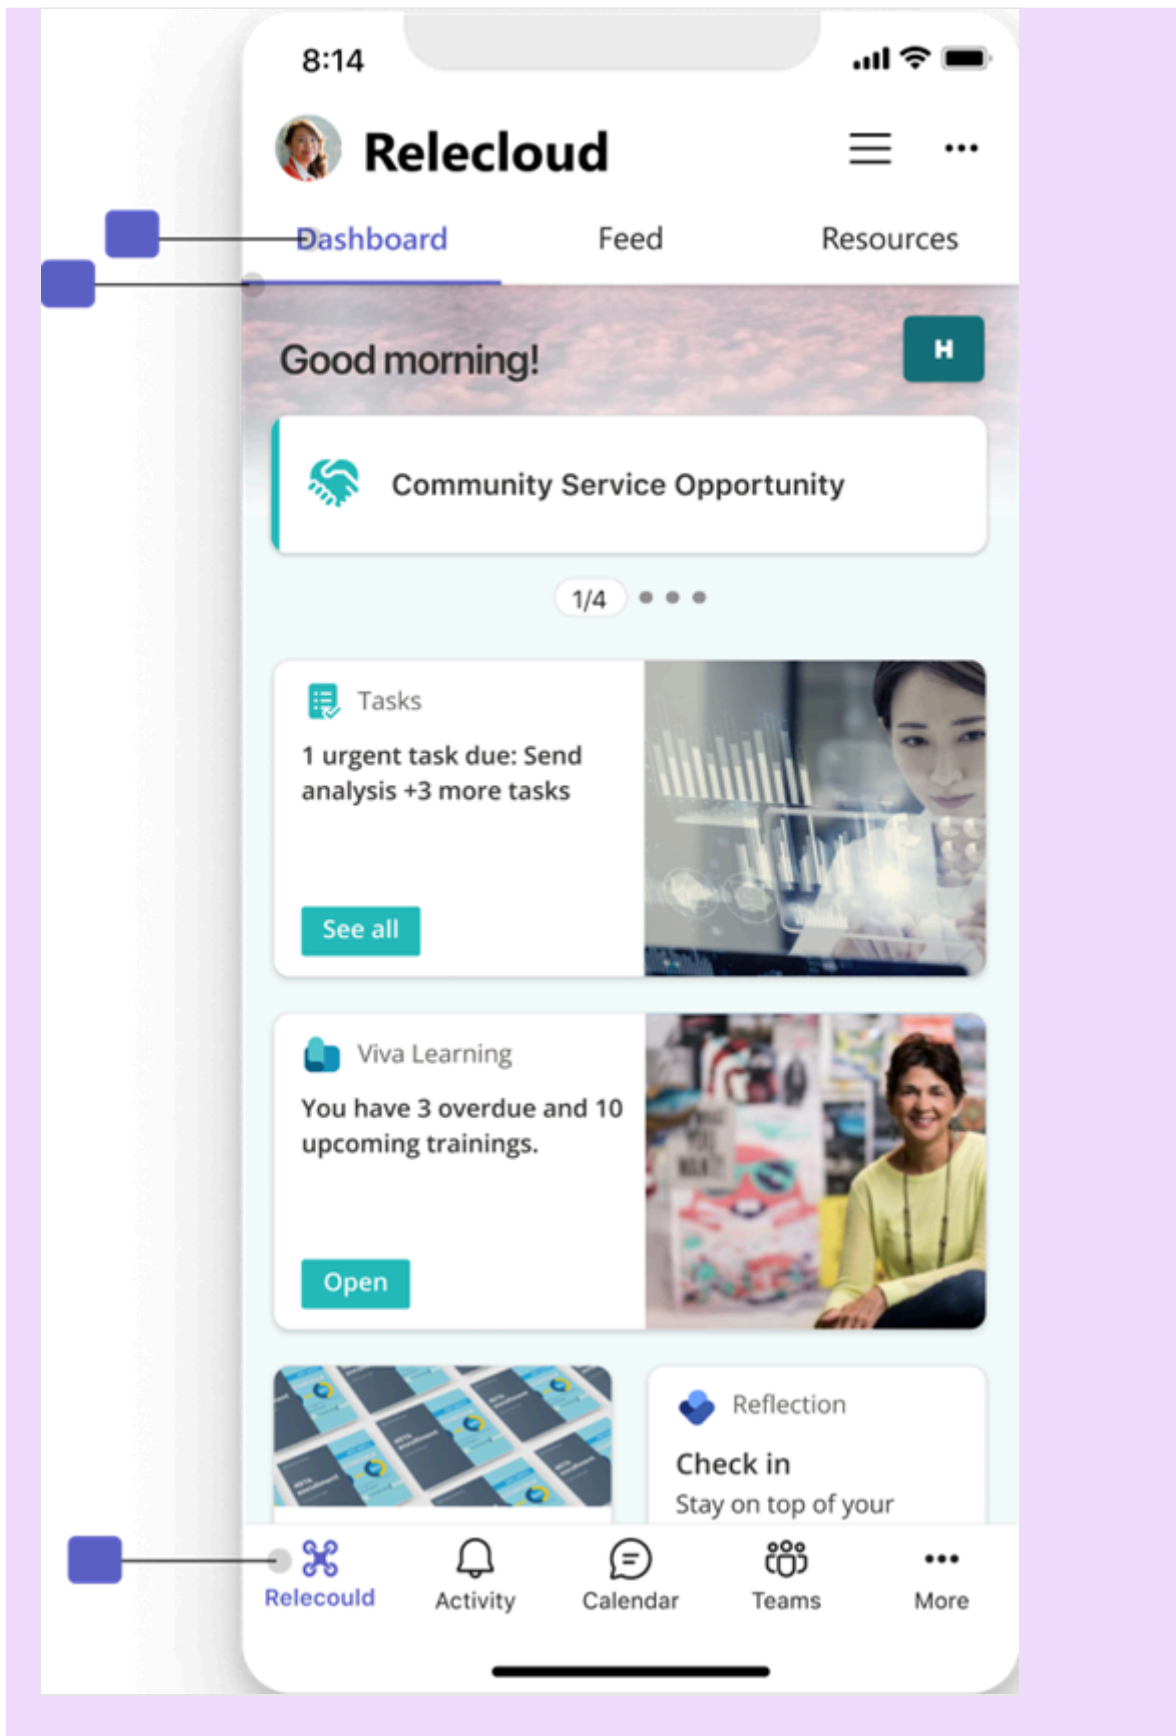 8:14
Relecloud
Dashboard Feed Resources
Good morning!
H
Community Service Opportunity
1/4
Tasks
1 urgent task due: Send
analysis +3 more tasks
See all
Viva Learning
You have 3 overdue and 10
upcoming trainings.
Open
Reflection
Check in
Stay on top of your
Relecould Activity Calendar Teams More